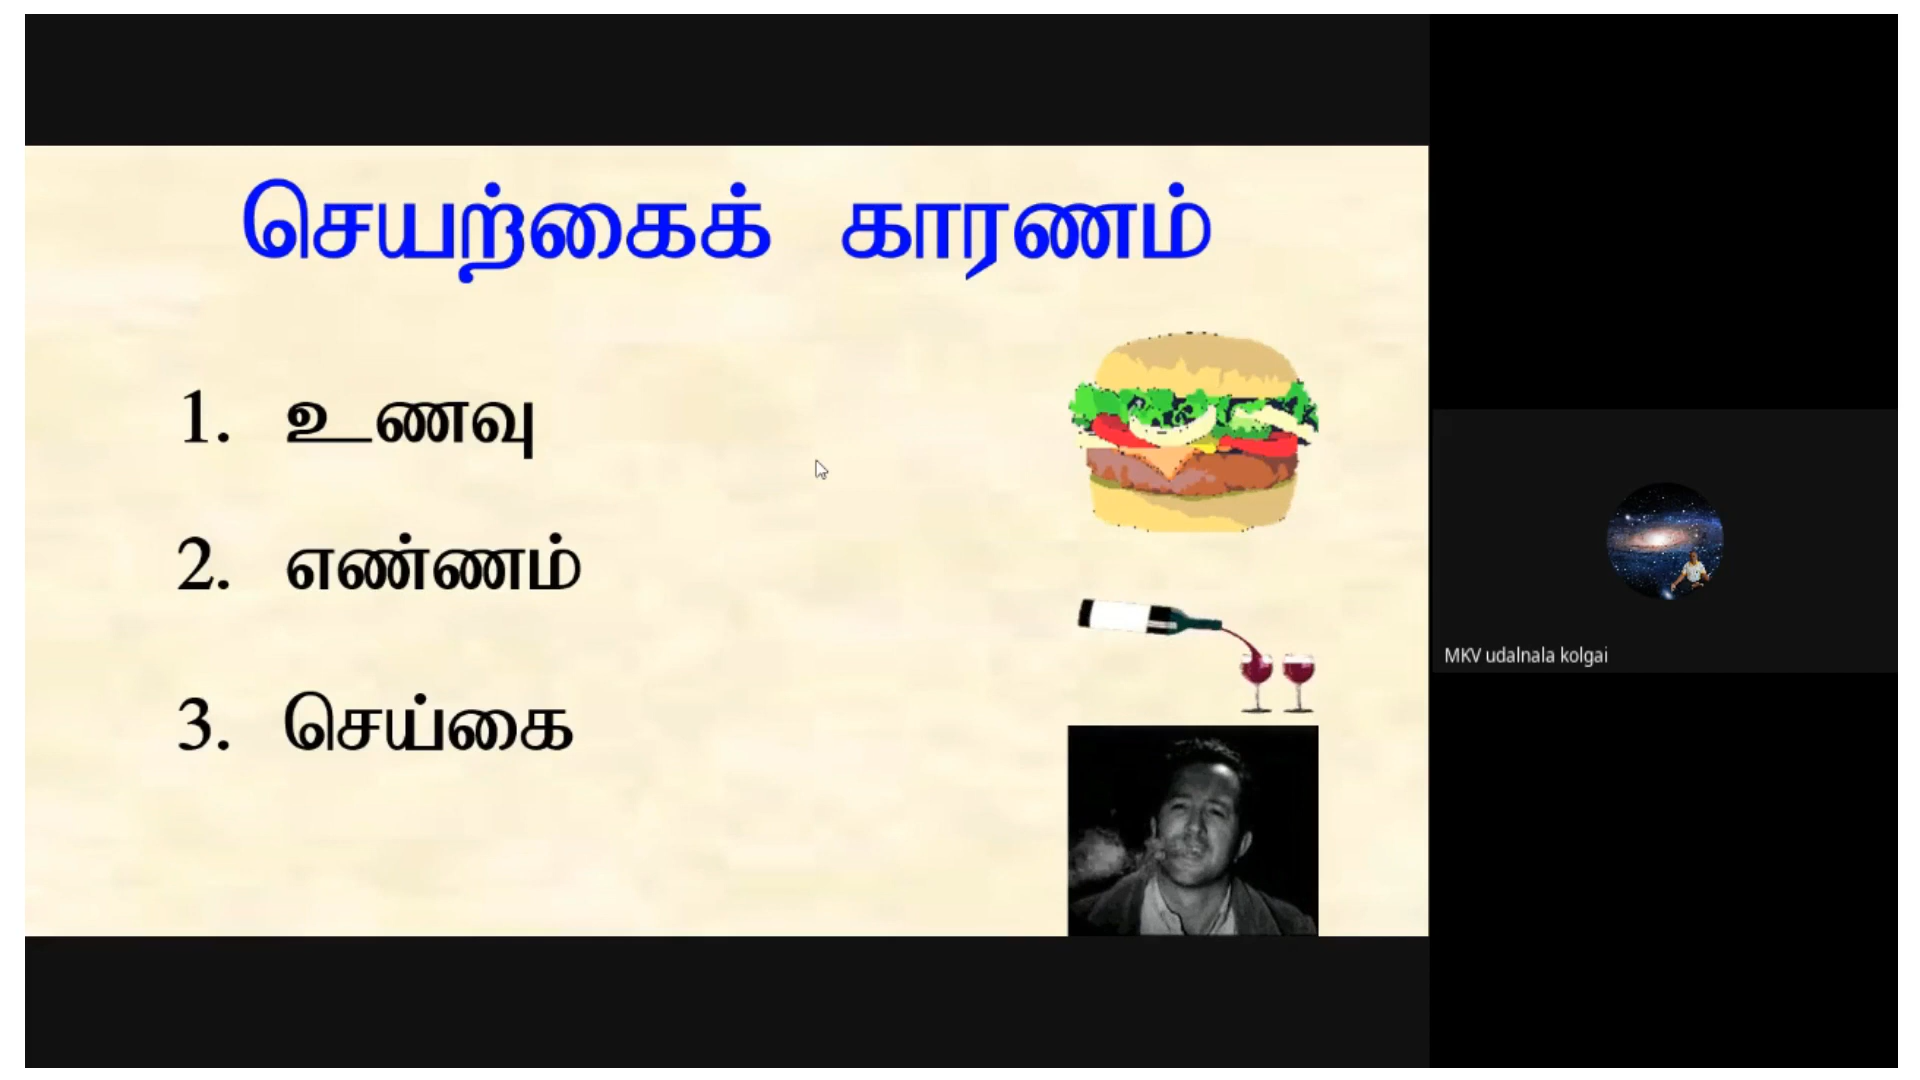 செயற்கைக் காரணம்
1. உணவு
2. எண்ணம்
3. செய்கை
MKV udalnala kolgai